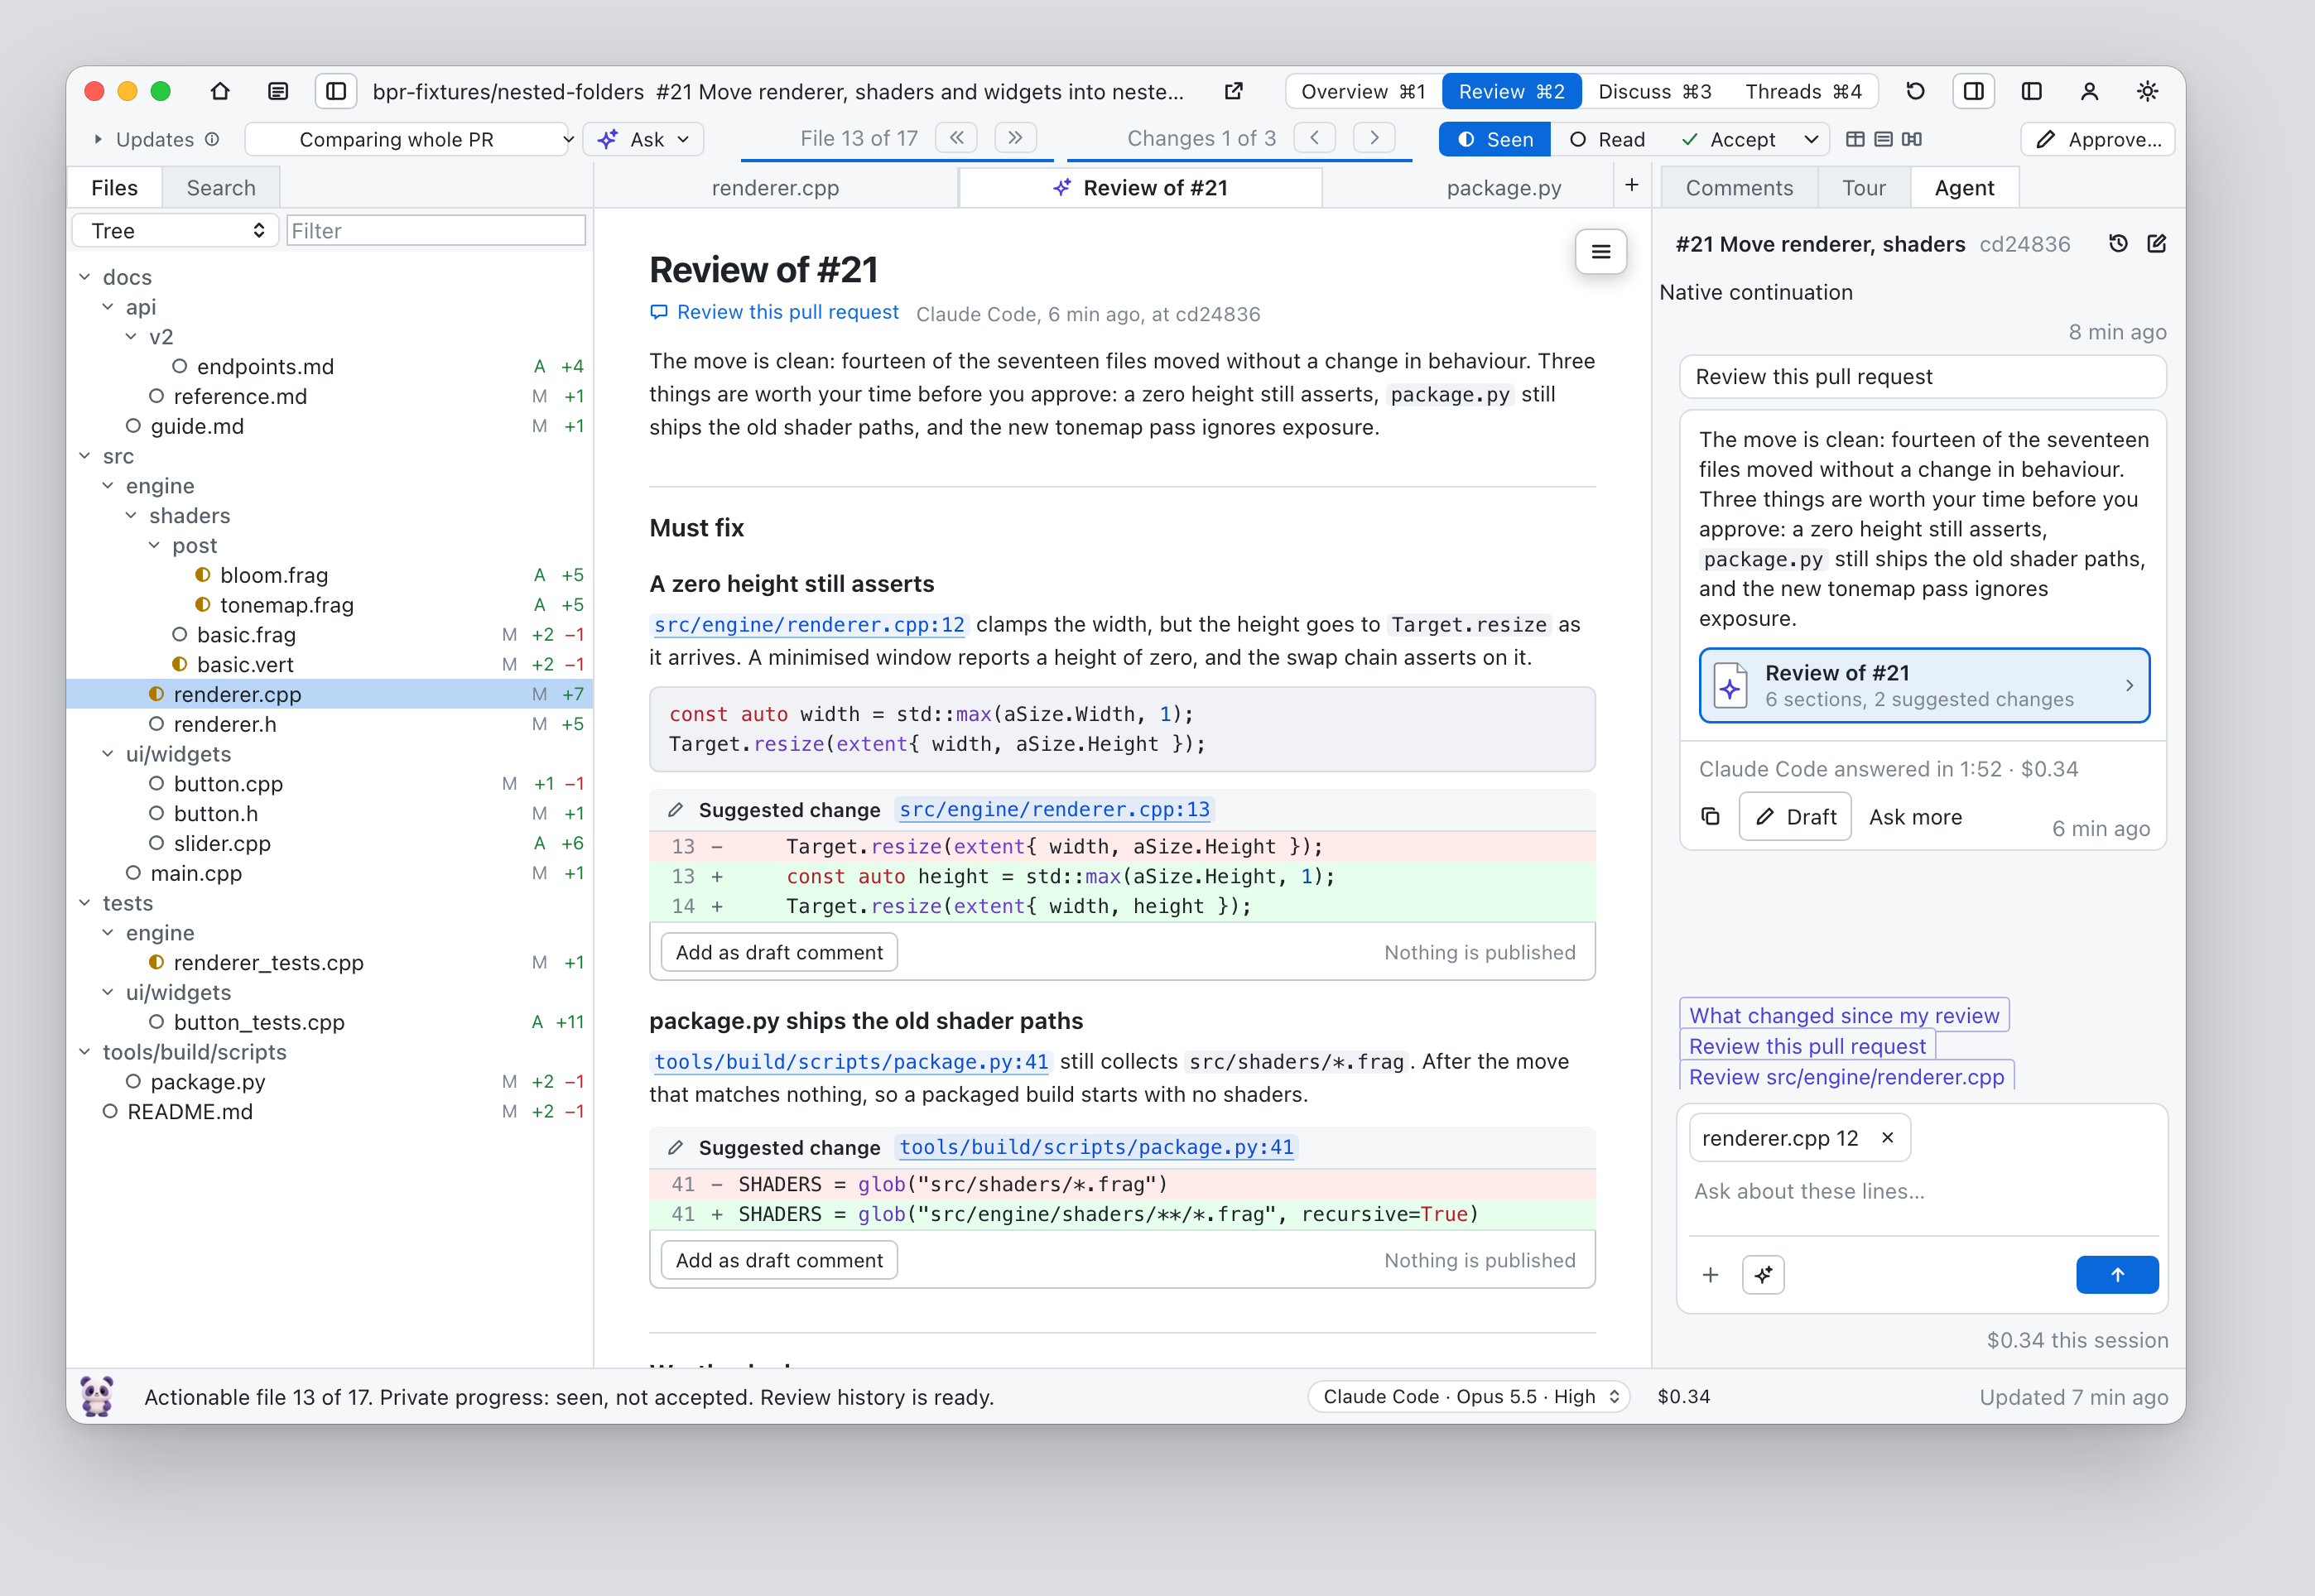 bpr-fixtures/nested-folders #21 Move renderer, shaders and widgets into neste...
Overview ⌘1 Review ⌘2 Discuss ⌘3 Threads ⌘4
Updates
Comparing whole PR
Ask
File 13 of 17
Changes 1 of 3
Seen Read Accept
Approve...
Files Search
Tree
Filter
docs
api
v2
endpoints.md A +4
reference.md M +1
guide.md M +1
src
engine
shaders
post
bloom.frag A +5
tonemap.frag A +5
basic.frag M +2 −1
basic.vert M +2 −1
renderer.cpp M +7
renderer.h M +5
ui/widgets
button.cpp M +1 −1
button.h M +1
slider.cpp A +6
main.cpp M +1
tests
engine
renderer_tests.cpp M +1
ui/widgets
button_tests.cpp A +11
tools/build/scripts
package.py M +2 −1
README.md M +2 −1
renderer.cpp Review of #21 package.py +
Review of #21
Review this pull request Claude Code, 6 min ago, at cd24836
The move is clean: fourteen of the seventeen files moved without a change in behaviour. Three
things are worth your time before you approve: a zero height still asserts, package.py still
ships the old shader paths, and the new tonemap pass ignores exposure.
Must fix
A zero height still asserts
src/engine/renderer.cpp:12 clamps the width, but the height goes to Target.resize as
it arrives. A minimised window reports a height of zero, and the swap chain asserts on it.
const auto width = std::max(aSize.Width, 1);
Target.resize(extent{ width, aSize.Height });
Suggested change src/engine/renderer.cpp:13
13 − Target.resize(extent{ width, aSize.Height });
13 + const auto height = std::max(aSize.Height, 1);
14 + Target.resize(extent{ width, height });
Add as draft comment Nothing is published
package.py ships the old shader paths
tools/build/scripts/package.py:41 still collects src/shaders/*.frag. After the move
that matches nothing, so a packaged build starts with no shaders.
Suggested change tools/build/scripts/package.py:41
41 − SHADERS = glob("src/shaders/*.frag")
41 + SHADERS = glob("src/engine/shaders/**/*.frag", recursive=True)
Add as draft comment Nothing is published
Comments Tour Agent
#21 Move renderer, shaders cd24836
Native continuation
8 min ago
Review this pull request
The move is clean: fourteen of the seventeen
files moved without a change in behaviour.
Three things are worth your time before you
approve: a zero height still asserts,
package.py still ships the old shader paths,
and the new tonemap pass ignores
exposure.
Review of #21
6 sections, 2 suggested changes
Claude Code answered in 1:52 · $0.34
Draft Ask more 6 min ago
What changed since my review
Review this pull request
Review src/engine/renderer.cpp
renderer.cpp 12 ×
Ask about these lines...
$0.34 this session
Actionable file 13 of 17. Private progress: seen, not accepted. Review history is ready.
Claude Code · Opus 5.5 · High
$0.34
Updated 7 min ago